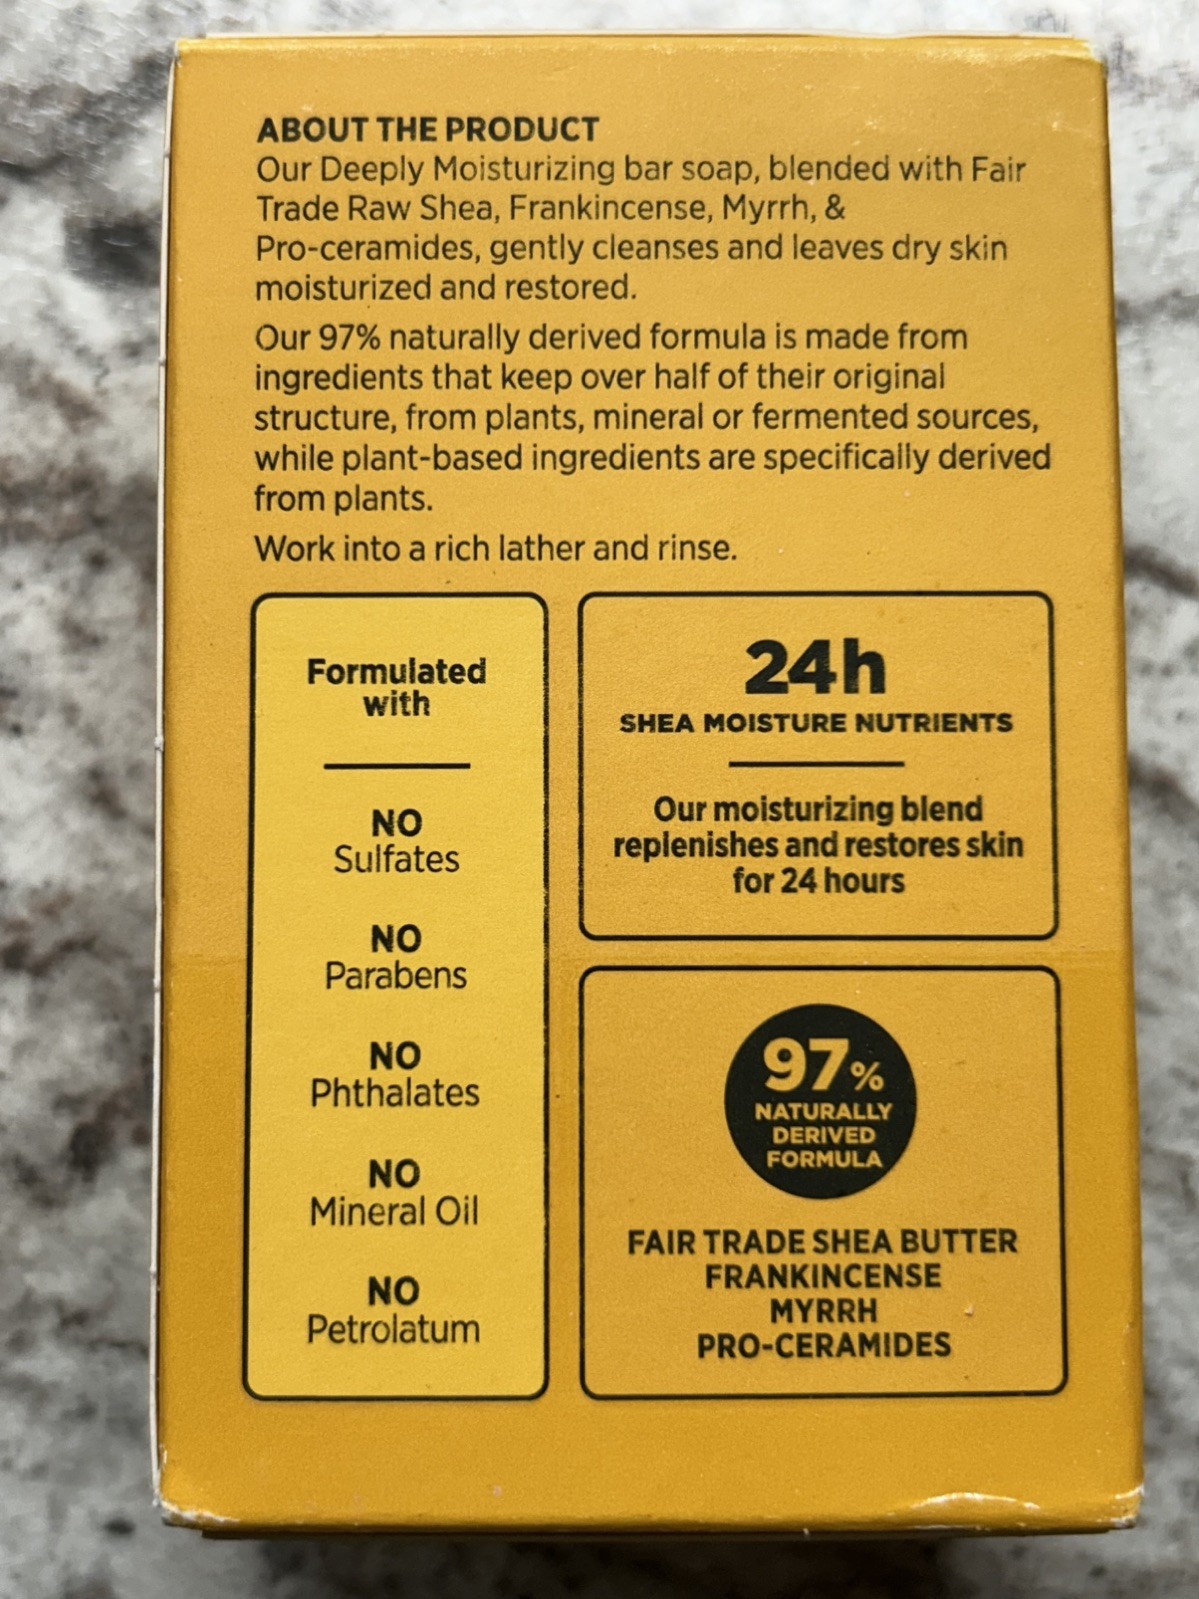 ABOUT THE PRODUCT
Our Deeply Moisturizing bar soap, blended with Fair
Trade Raw Shea, Frankincense, Myrrh, &
Pro-ceramides, gently cleanses and leaves dry skin
moisturized and restored.
Our 97% naturally derived formula is made from
ingredients that keep over half of their original
structure, from plants, mineral or fermented sources,
while plant-based ingredients are specifically derived
from plants.
Work into a rich lather and rinse.
Formulated
with
NO
Sulfates
NO
Parabens
NO
Phthalates
NO
Mineral Oil
NO
Petrolatum
24h
SHEA MOISTURE NUTRIENTS
Our moisturizing blend
replenishes and restores skin
for 24 hours
97%
NATURALLY
DERIVED
FORMULA
FAIR TRADE SHEA BUTTER
FRANKINCENSE
MYRRH
PRO-CERAMIDES